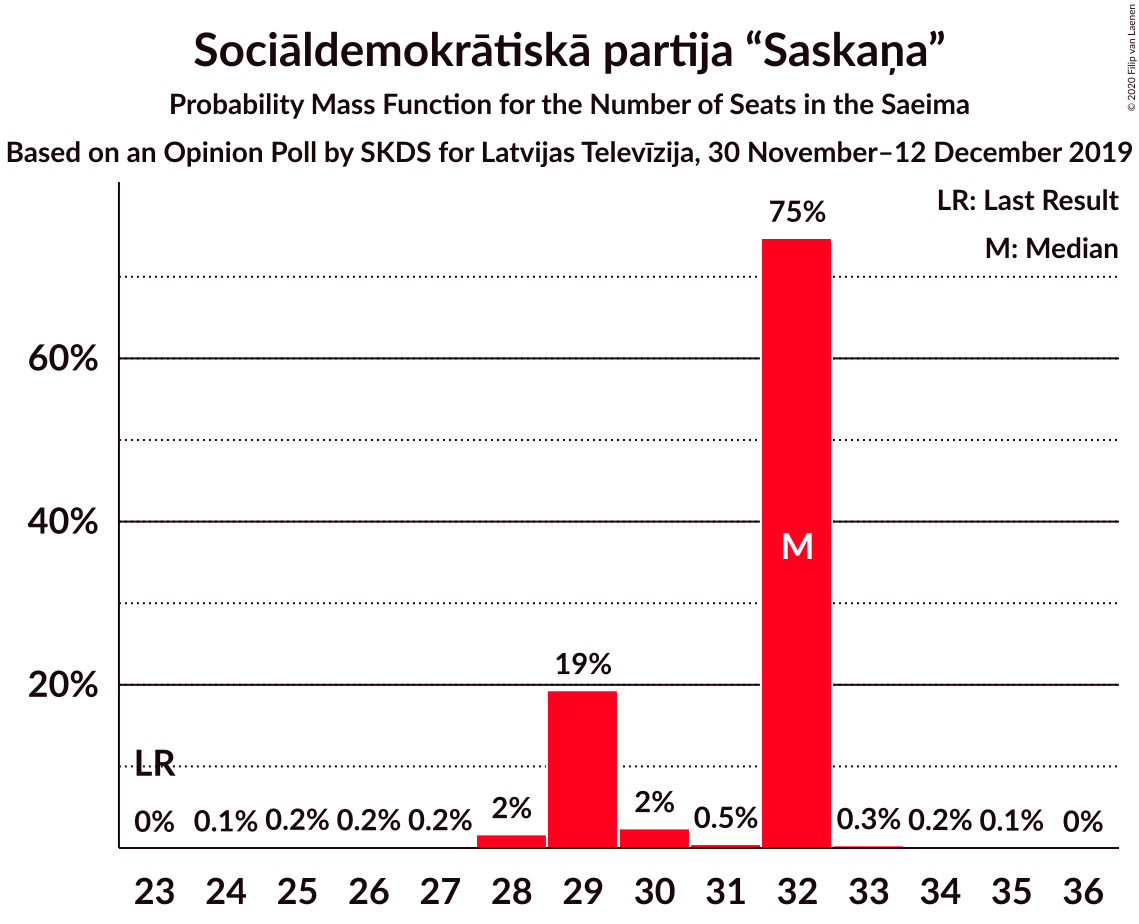 Sociāldemokrātiskā partija “Saskaņa”
Probability Mass Function for the Number of Seats in the Saeima
Based on an Opinion Poll by SKDS for Latvijas Televīzija, 30 November–12 December 2019
© 2020 Filip van Laenen
LR: Last Result
M: Median
60%
40%
20%
LR
M
0% 0.1% 0.2% 0.2% 0.2% 2% 19% 2% 0.5% 75% 0.3% 0.2% 0.1% 0%
23 24 25 26 27 28 29 30 31 32 33 34 35 36